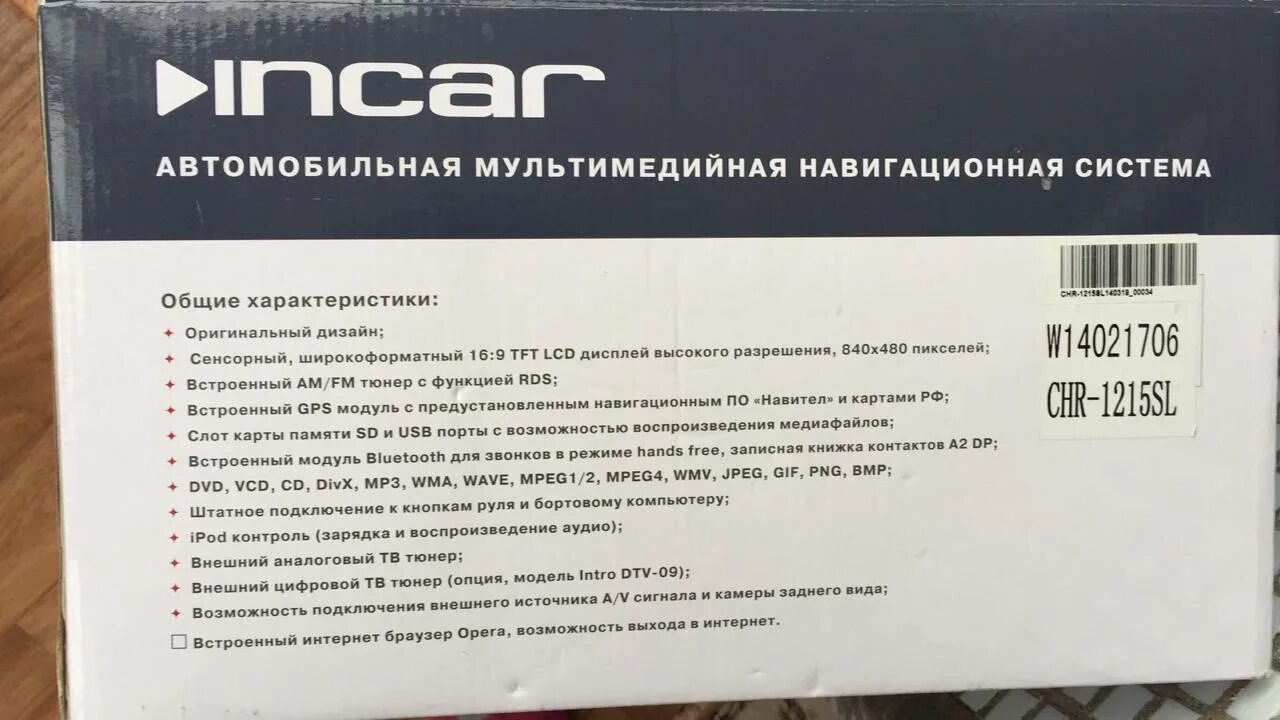 incar
АВТОМОБИЛЬНАЯ МУЛЬТИМЕДИЙНАЯ НАВИГАЦИОННАЯ СИСТЕМА
CHR-1215SL140319_00034
W14021706
CHR-1215SL
Общие характеристики:
Оригинальный дизайн;
Сенсорный, широкоформатный 16:9 TFT LCD дисплей высокого разрешения, 840x480 пикселей;
Встроенный AM/FM тюнер с функцией RDS;
Встроенный GPS модуль с предустановленным навигационным ПО «Навител» и картами РФ;
Слот карты памяти SD и USB порты с возможностью воспроизведения медиафайлов;
Встроенный модуль Bluetooth для звонков в режиме hands free, записная книжка контактов A2 DP;
DVD, VCD, CD, DivX, MP3, WMA, WAVE, MPEG1/2, MPEG4, WMV, JPEG, GIF, PNG, BMP;
Штатное подключение к кнопкам руля и бортовому компьютеру;
iPod контроль (зарядка и воспроизведение аудио);
Внешний аналоговый ТВ тюнер;
Внешний цифровой ТВ тюнер (опция, модель Intro DTV-09);
Возможность подключения внешнего источника A/V сигнала и камеры заднего вида;
Встроенный интернет браузер Opera, возможность выхода в интернет.